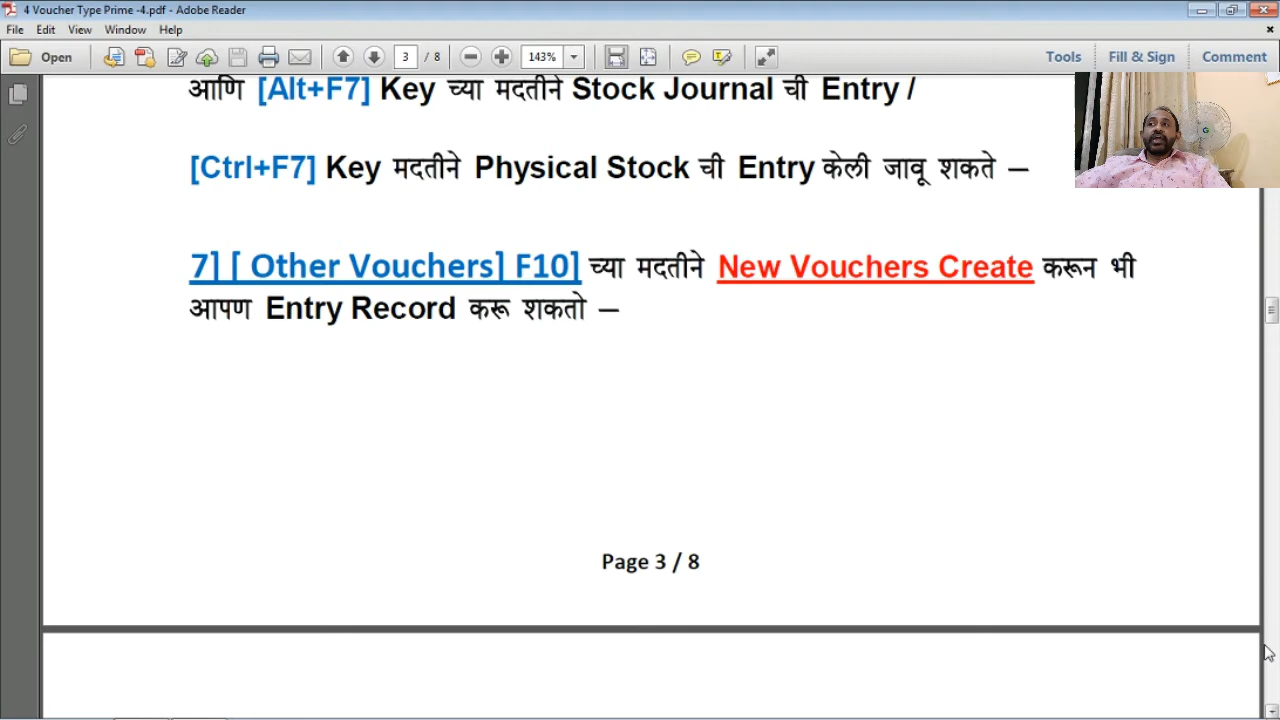 4 Voucher Type Prime -4.pdf - Adobe Reader
File Edit View Window Help
Open 3 / 8 143% Tools Fill & Sign Comment
आणि [Alt+F7] Key च्या मदतीने Stock Journal ची Entry /
[Ctrl+F7] Key मदतीने Physical Stock ची Entry केली जावू शकते –
7] [ Other Vouchers] F10] च्या मदतीने New Vouchers Create करून भी
आपण Entry Record करू शकतो –
Page 3 / 8